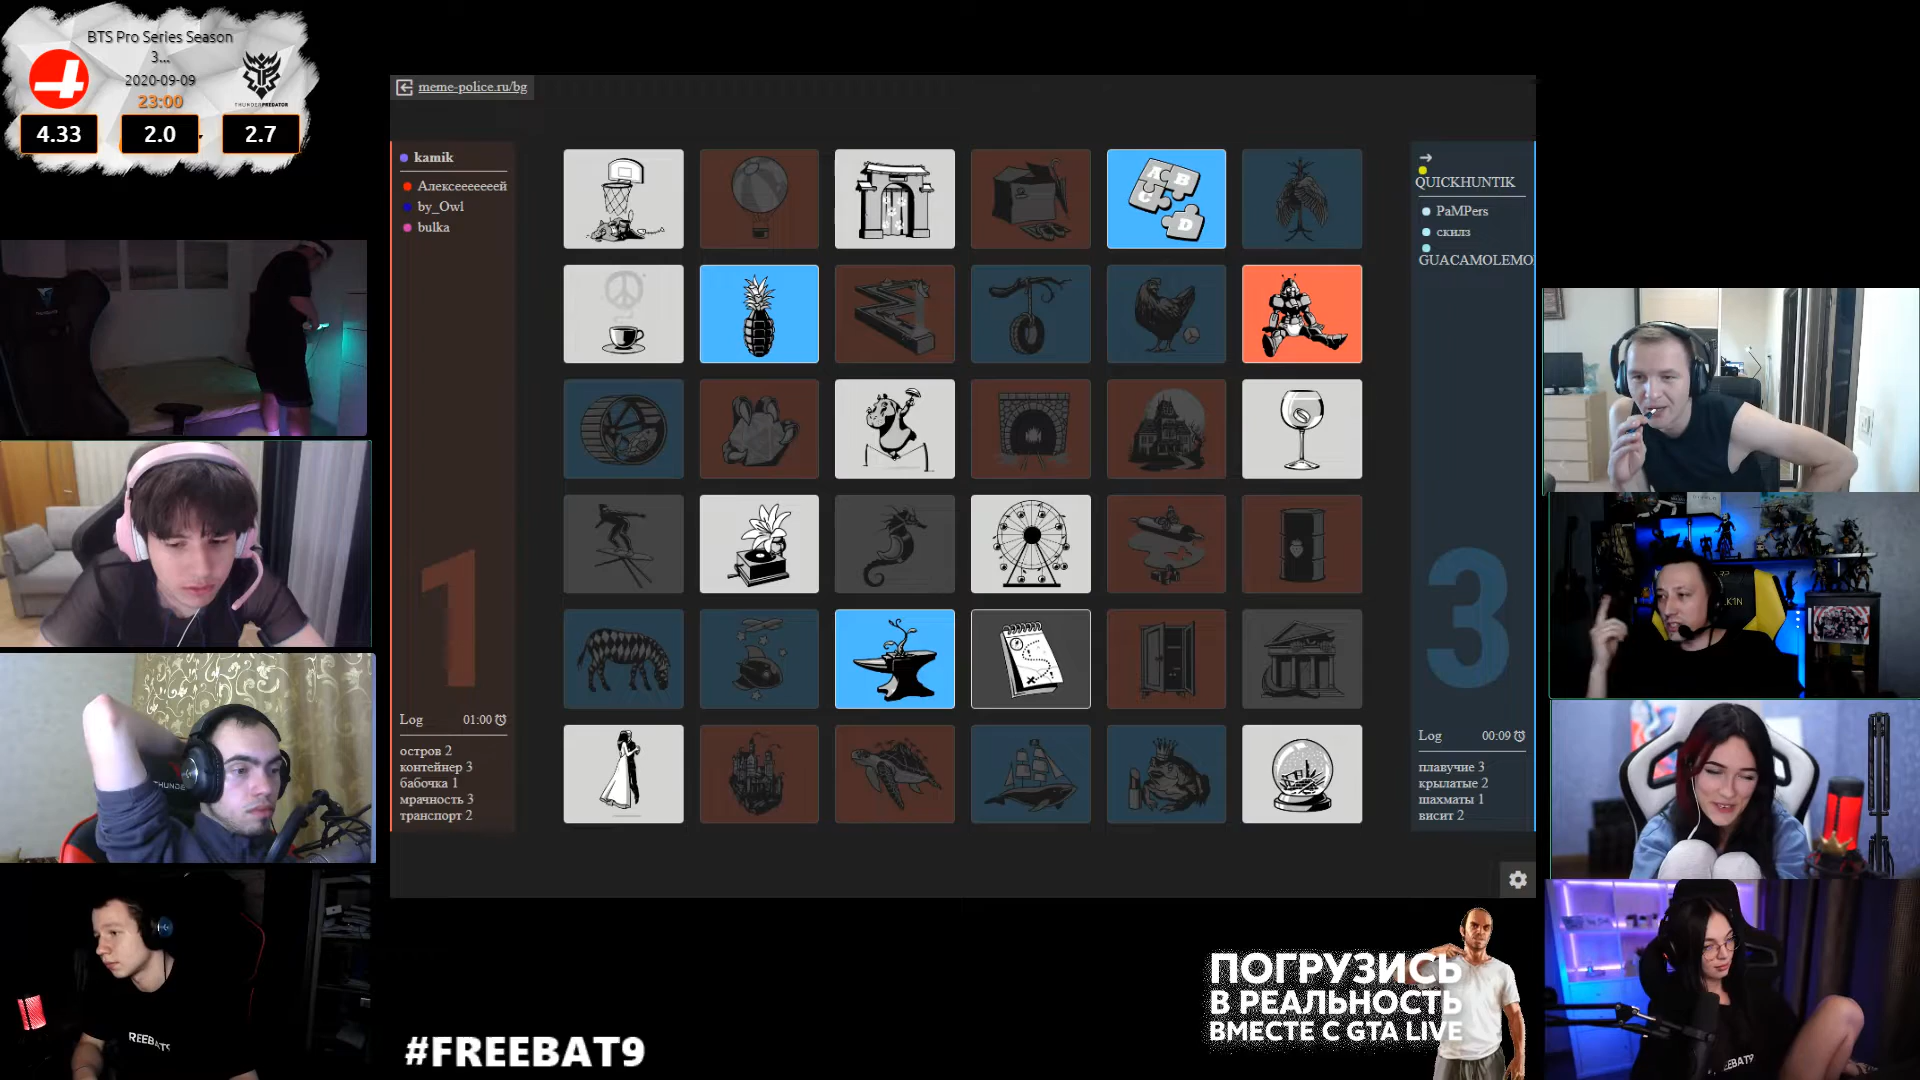 BTS Pro Series Season
3...
2020-09-09
23:00
THUNDERPREDATOR
4.33
2.0
2.7
meme-police.ru/bg
kamik
Алексееееееей
by_Owl
bulka
1
Log 01:00
остров 2
контейнер 3
бабочка 1
мрачность 3
транспорт 2
A B
C D
QUICKHUNTIK
PaMPers
скилз
GUACAMOLEMO
3
Log 00:09
плавучие 3
крылатые 2
шахматы 1
висит 2
#FREEBAT9
ПОГРУЗИСЬ
В РЕАЛЬНОСТЬ
ВМЕСТЕ С GTA LIVE